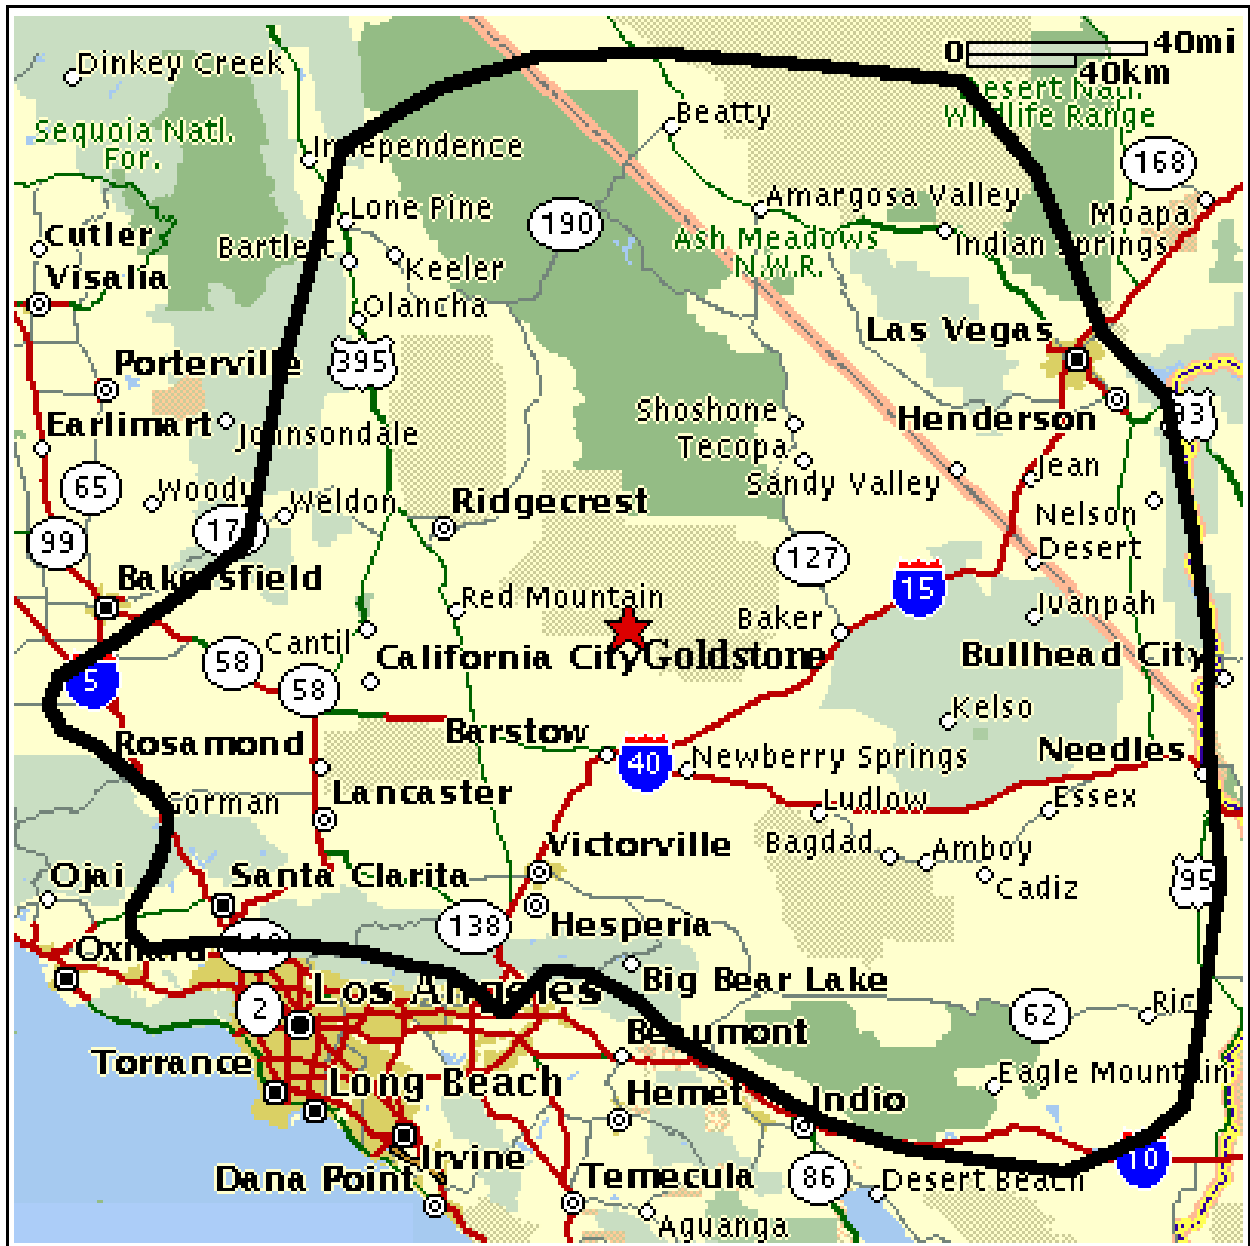 0
40mi
40km
Dinkey Creek
Desert Natl.
Wildlife Range
Beatty
Sequoia Natl.
For.
Independence
168
Amargosa Valley
Moapa
Lone Pine
190
Cutler
Bartlett
Ash Meadows
N.W.R.
Indian Springs
Keeler
Visalia
Olancha
Las Vegas
Porterville
395
Shoshone
Henderson
93
Earlimart
Johnsondale
Tecopa
Jean
Sandy Valley
65
Woody
Weldon
Ridgecrest
Nelson
17
99
Desert
127
Bakersfield
15
Red Mountain
Ivanpah
Baker
Cantil
58
California City
Goldstone
Bullhead City
5
58
Kelso
Barstow
Rosamond
40
Newberry Springs
Needles
Lancaster
Gorman
Ludlow
Essex
Victorville
Bagdad
Amboy
Ojai
Santa Clarita
Cadiz
95
138
Hesperia
Oxnard
Big Bear Lake
Los Angeles
2
62
Beaumont
Torrance
Long Beach
Eagle Mountain
Hemet
Indio
Irvine
10
Dana Point
Temecula
86
Desert Beach
Aguanga